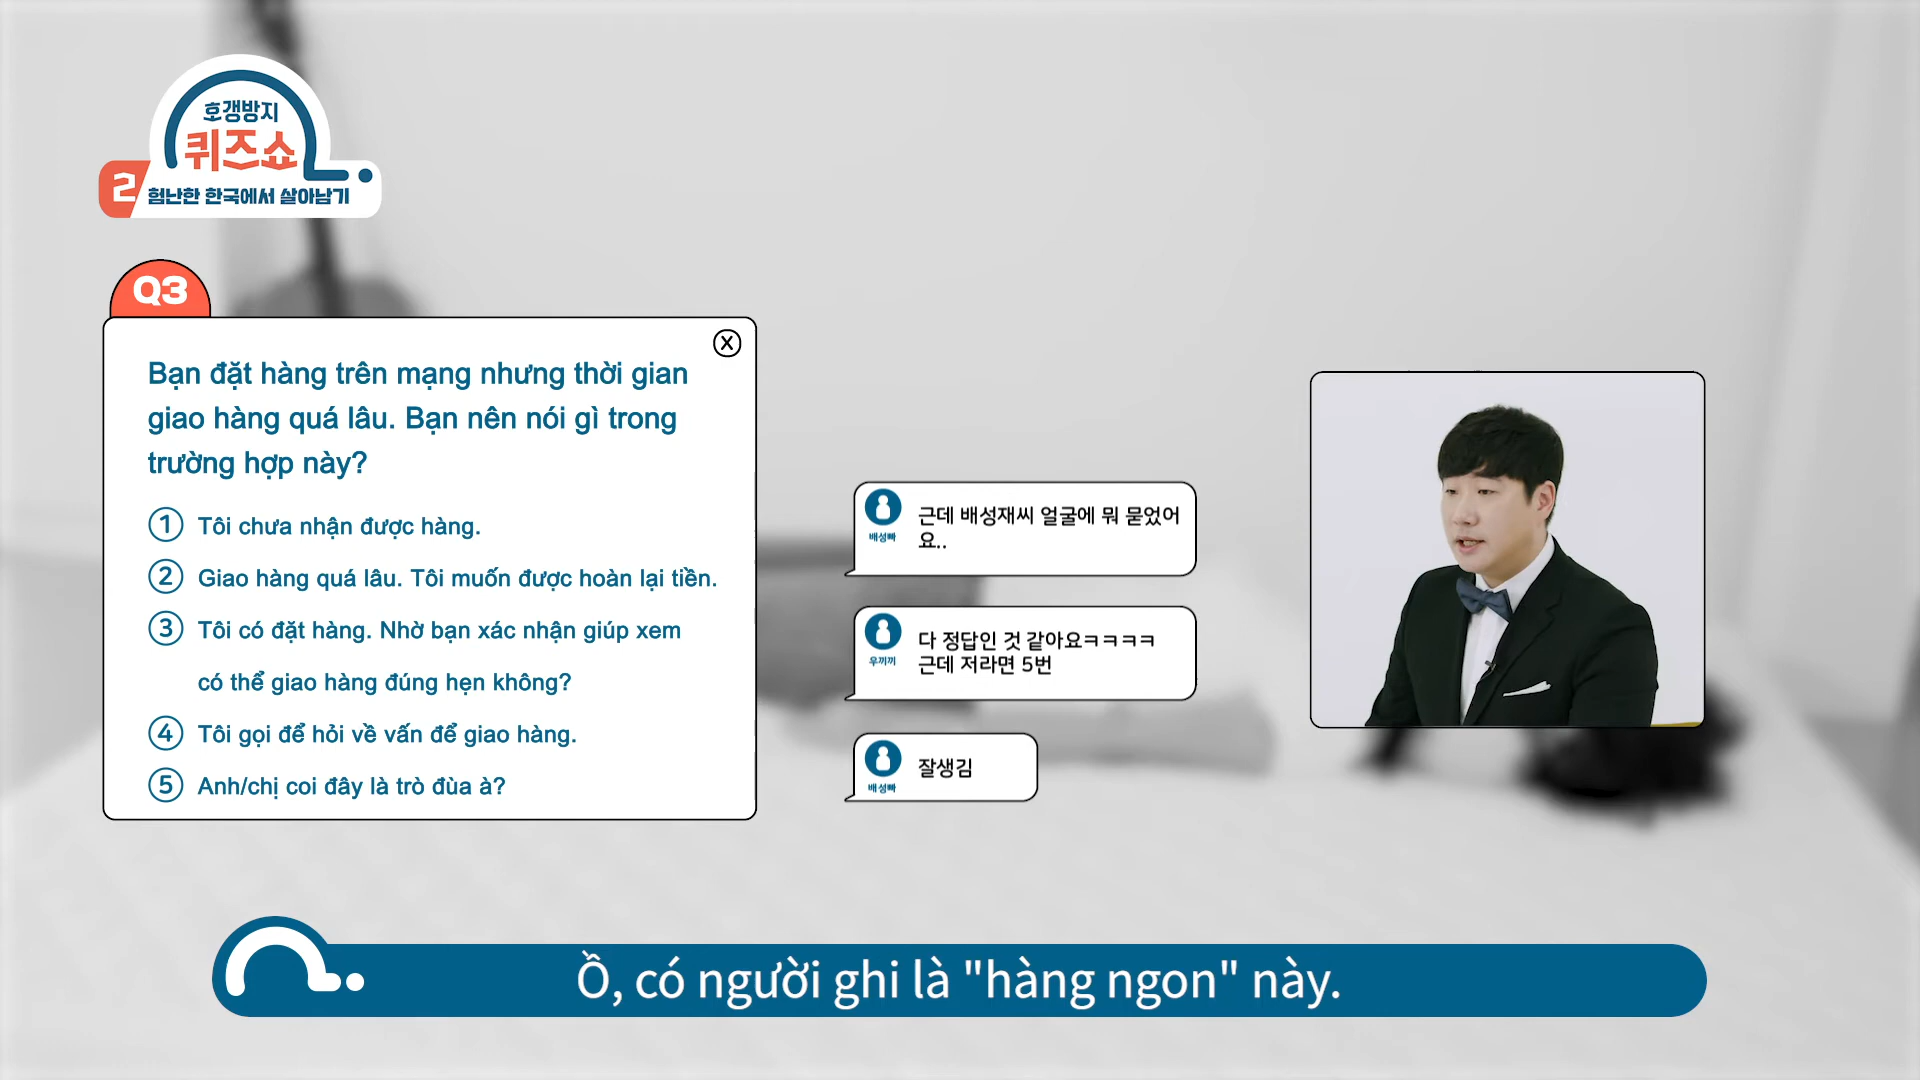 호갱방지
퀴즈쇼
2 험난한 한국에서 살아남기
Q3
X
Bạn đặt hàng trên mạng nhưng thời gian
giao hàng quá lâu. Bạn nên nói gì trong
trường hợp này?
① Tôi chưa nhận được hàng.
② Giao hàng quá lâu. Tôi muốn được hoàn lại tiền.
③ Tôi có đặt hàng. Nhờ bạn xác nhận giúp xem
có thể giao hàng đúng hẹn không?
④ Tôi gọi để hỏi về vấn để giao hàng.
⑤ Anh/chị coi đây là trò đùa à?
배성빠
근데 배성재씨 얼굴에 뭐 묻었어
요..
우끼끼
다 정답인 것 같아요ㅋㅋㅋㅋ
근데 저라면 5번
배성빠
잘생김
Ồ, có người ghi là "hàng ngon" này.